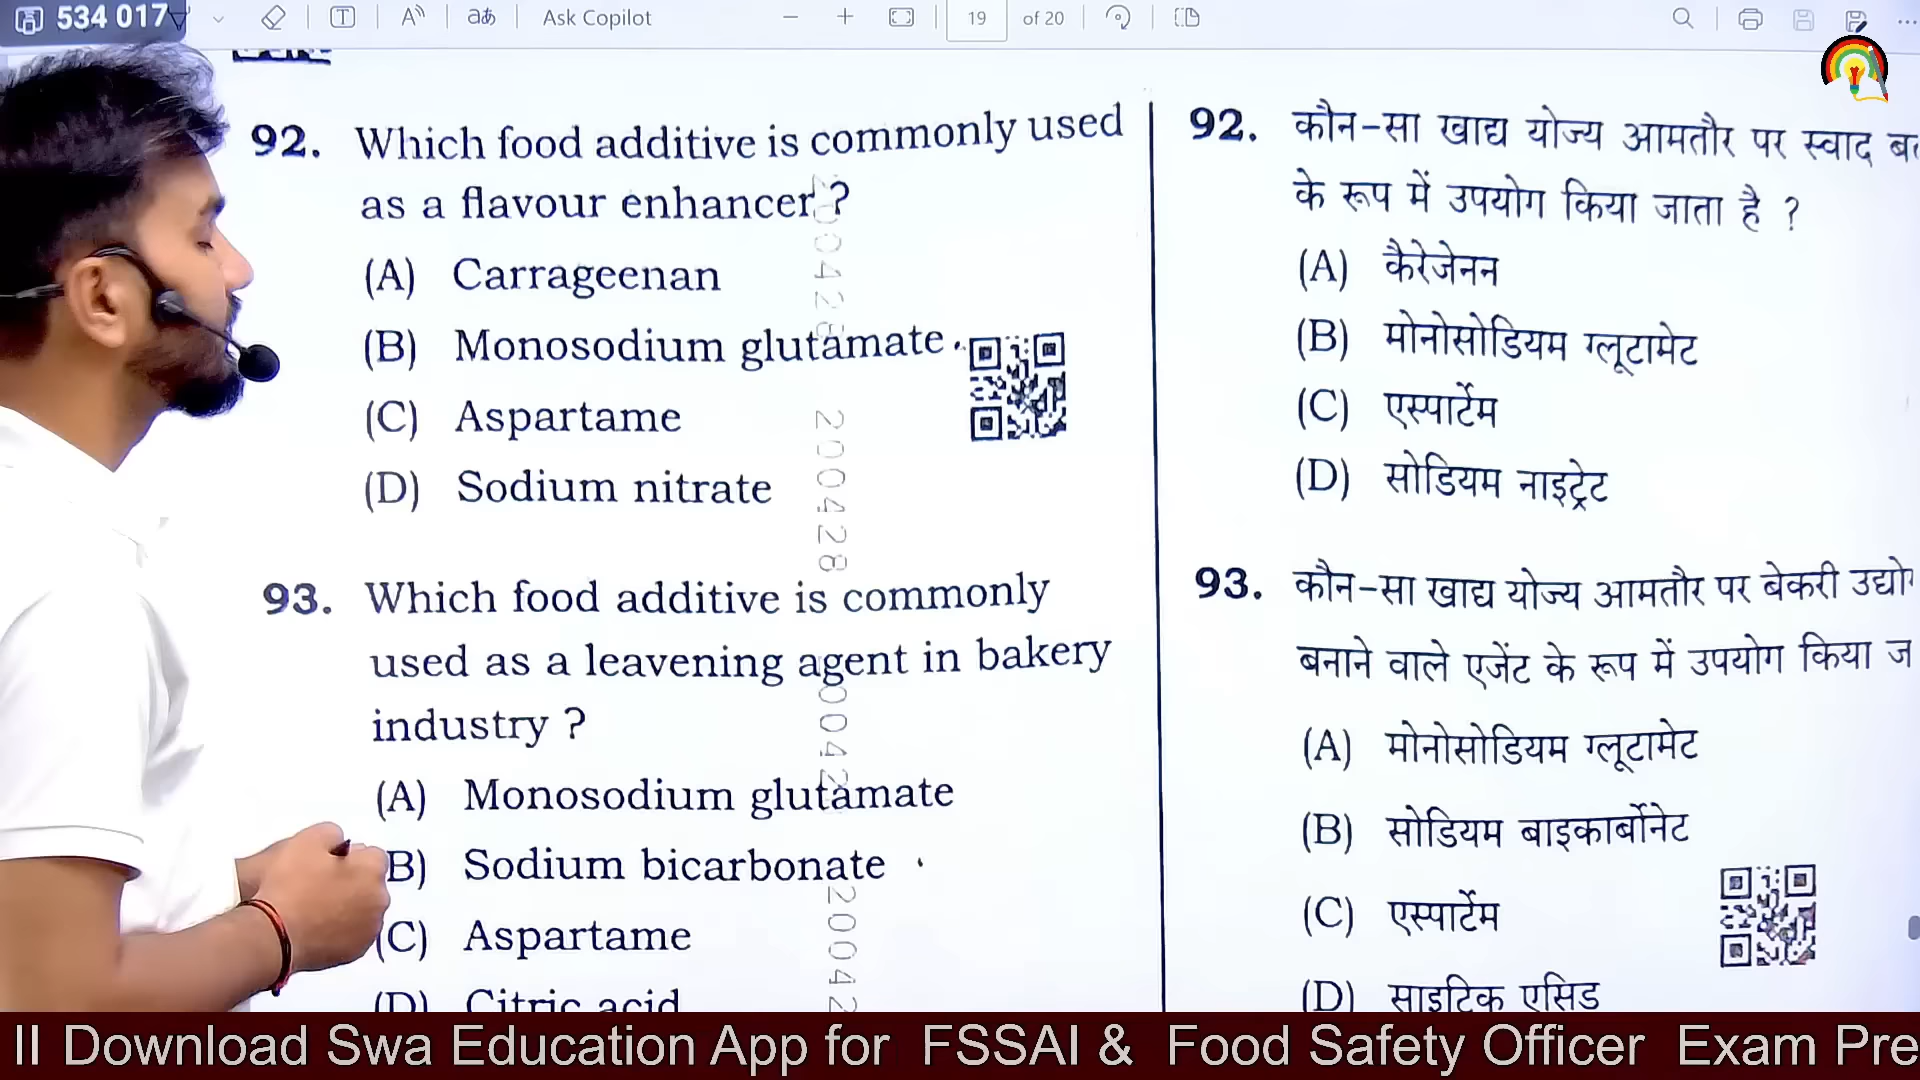 534 017
Ask Copilot
19 of 20
92. Which food additive is commonly used
as a flavour enhancer ?
(A) Carrageenan
(B) Monosodium glutamate
(C) Aspartame
(D) Sodium nitrate
93. Which food additive is commonly
used as a leavening agent in bakery
industry ?
(A) Monosodium glutamate
B) Sodium bicarbonate
(C) Aspartame
(D) Citric acid
200428
92. कौन-सा खाद्य योज्य आमतौर पर स्वाद
के रूप में उपयोग किया जाता है ?
(A) कैरेजेनन
(B) मोनोसोडियम ग्लूटामेट
(C) एस्पार्टेम
(D) सोडियम नाइट्रेट
93. कौन-सा खाद्य योज्य आमतौर पर बेकरी
बनाने वाले एजेंट के रूप में उपयोग किया
(A) मोनोसोडियम ग्लूटामेट
(B) सोडियम बाइकार्बोनेट
(C) एस्पार्टेम
(D) साइटिक एसिड
II Download Swa Education App for FSSAI & Food Safety Officer Exam Pre